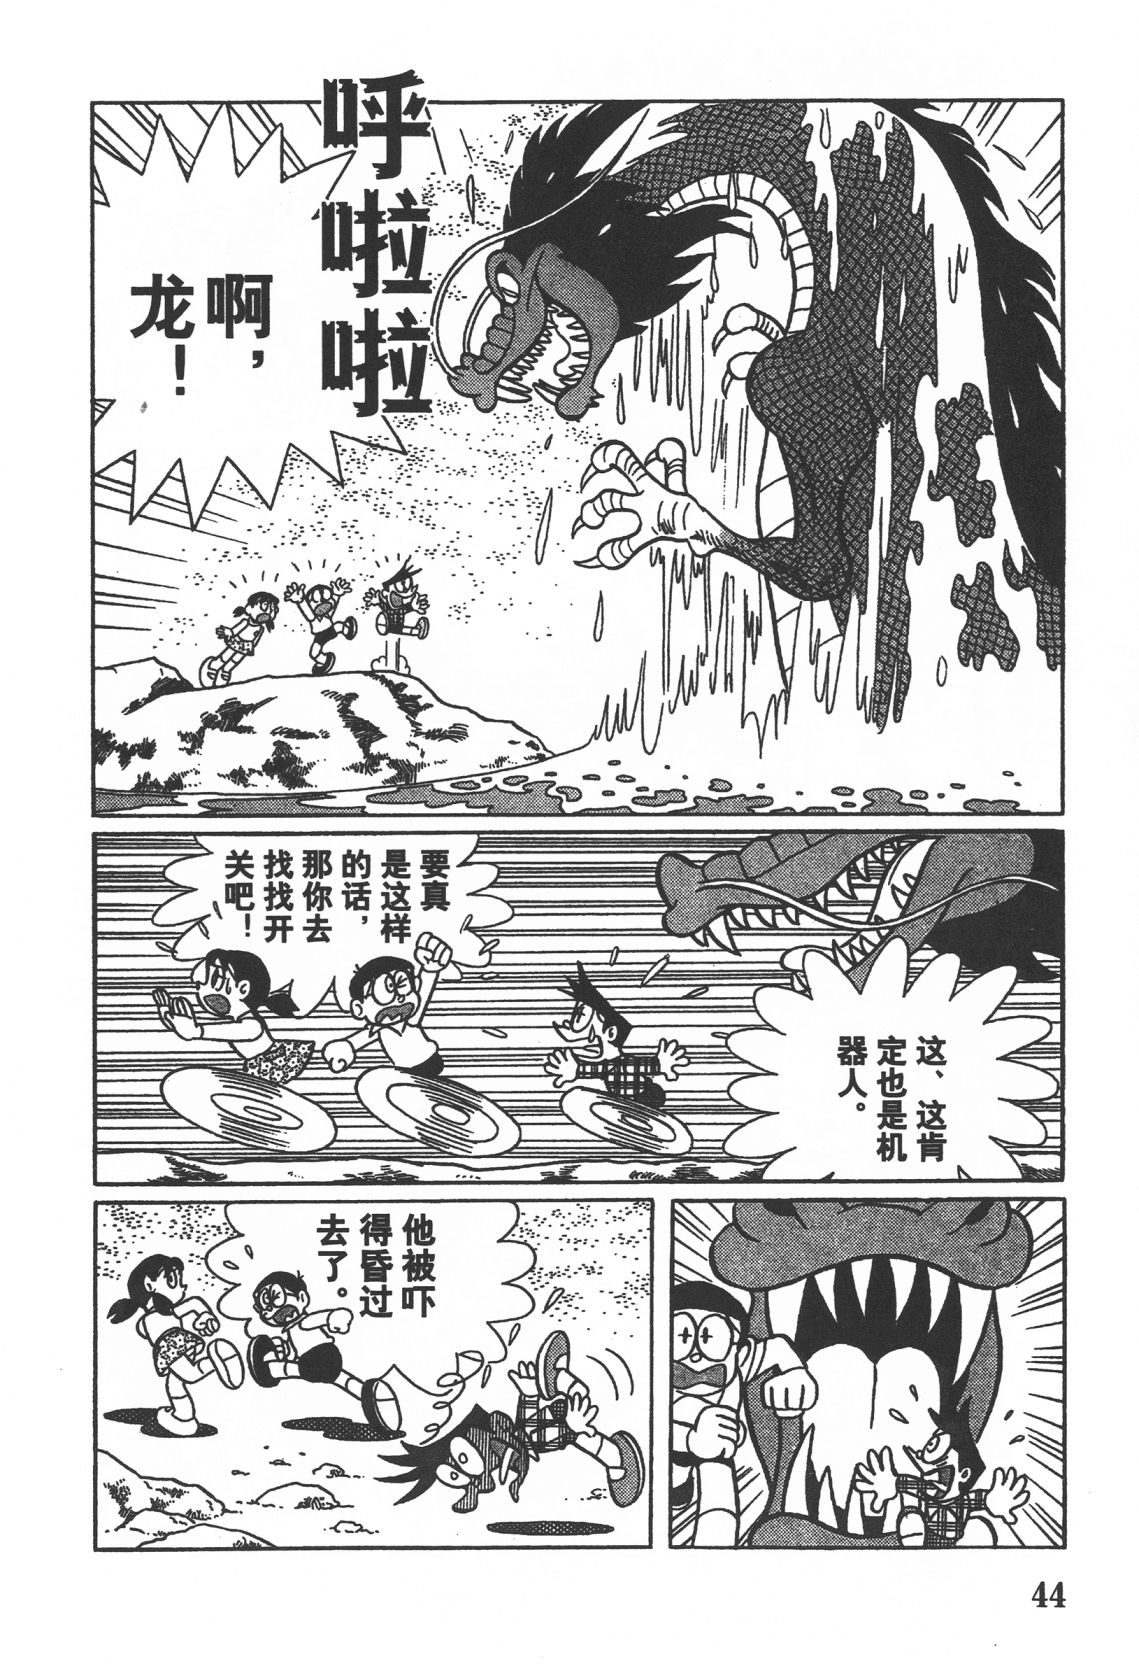 呼啦啦
啊，
龙！
这、这肯
定也是机
器人。
要真
是这样
的话，
那你去
找找开
关吧！
他被吓
得昏过
去了。
44